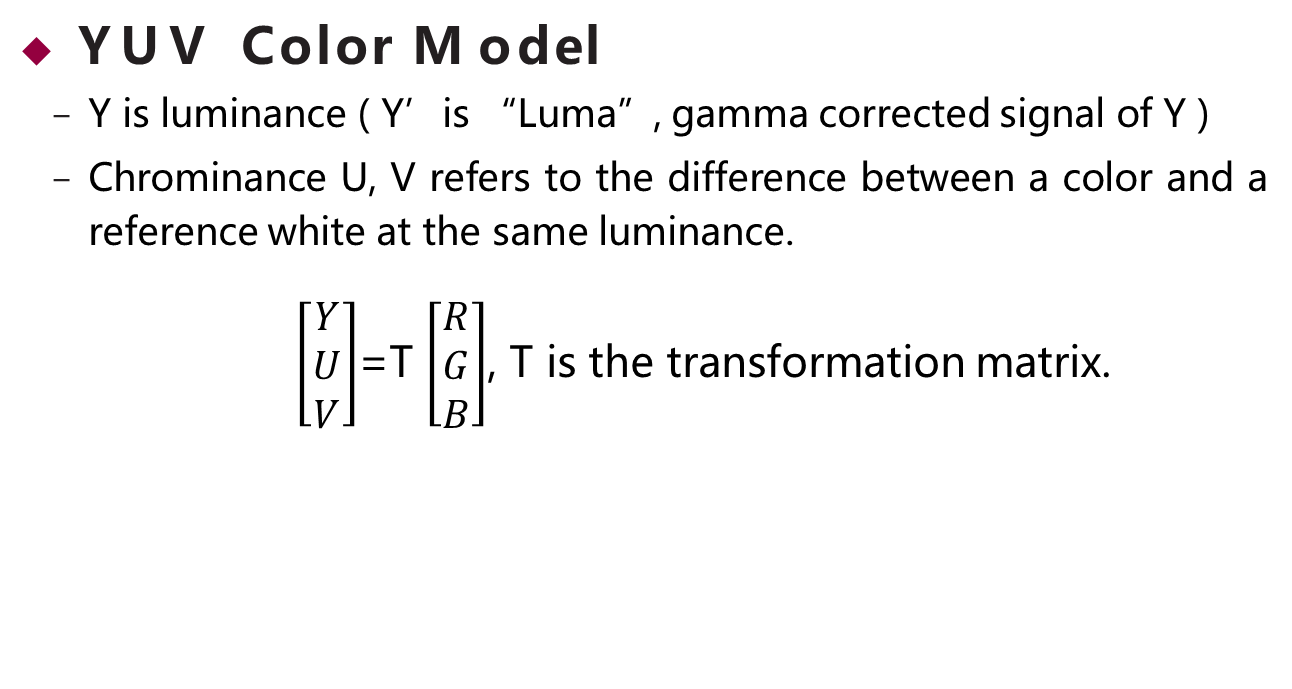 ◆ YUV Color Model
– Y is luminance ( Y’ is “Luma”, gamma corrected signal of Y )
– Chrominance U, V refers to the difference between a color and a
reference white at the same luminance.
[Y U V] =T [R G B], T is the transformation matrix.